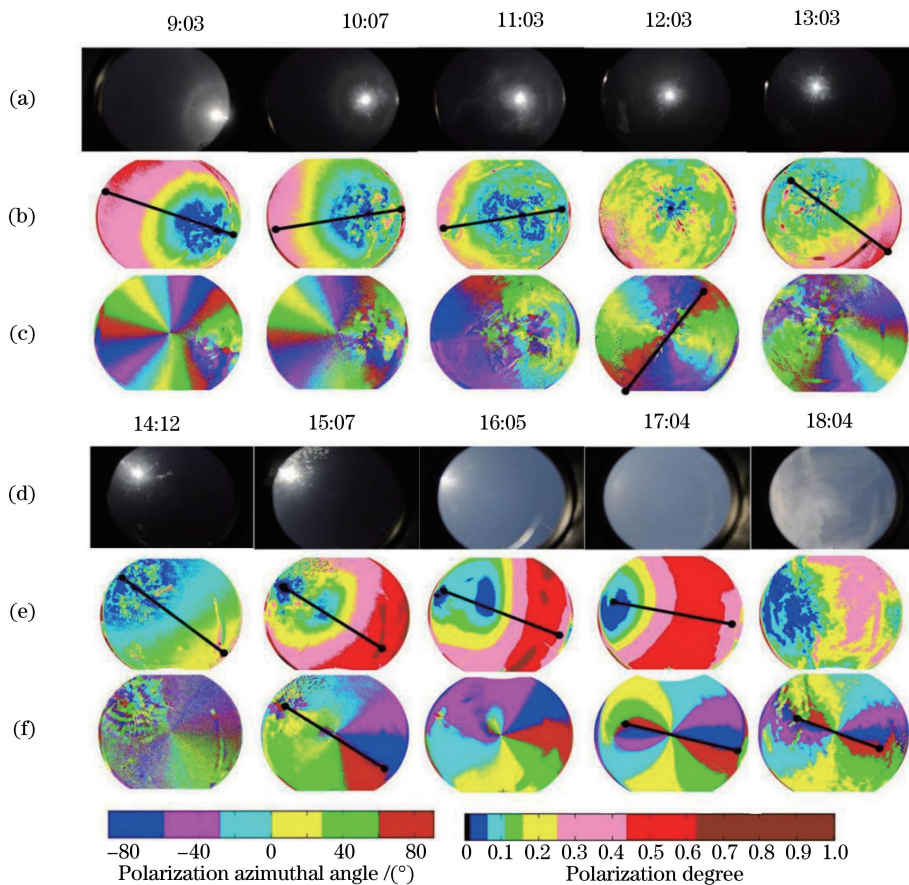 9:03 10:07 11:03 12:03 13:03
(a)
(b)
(c)
14:12 15:07 16:05 17:04 18:04
(d)
(e)
(f)
−80 −40 0 40 80
Polarization azimuthal angle /(°)
0 0.1 0.2 0.3 0.4 0.5 0.6 0.7 0.8 0.9 1.0
Polarization degree